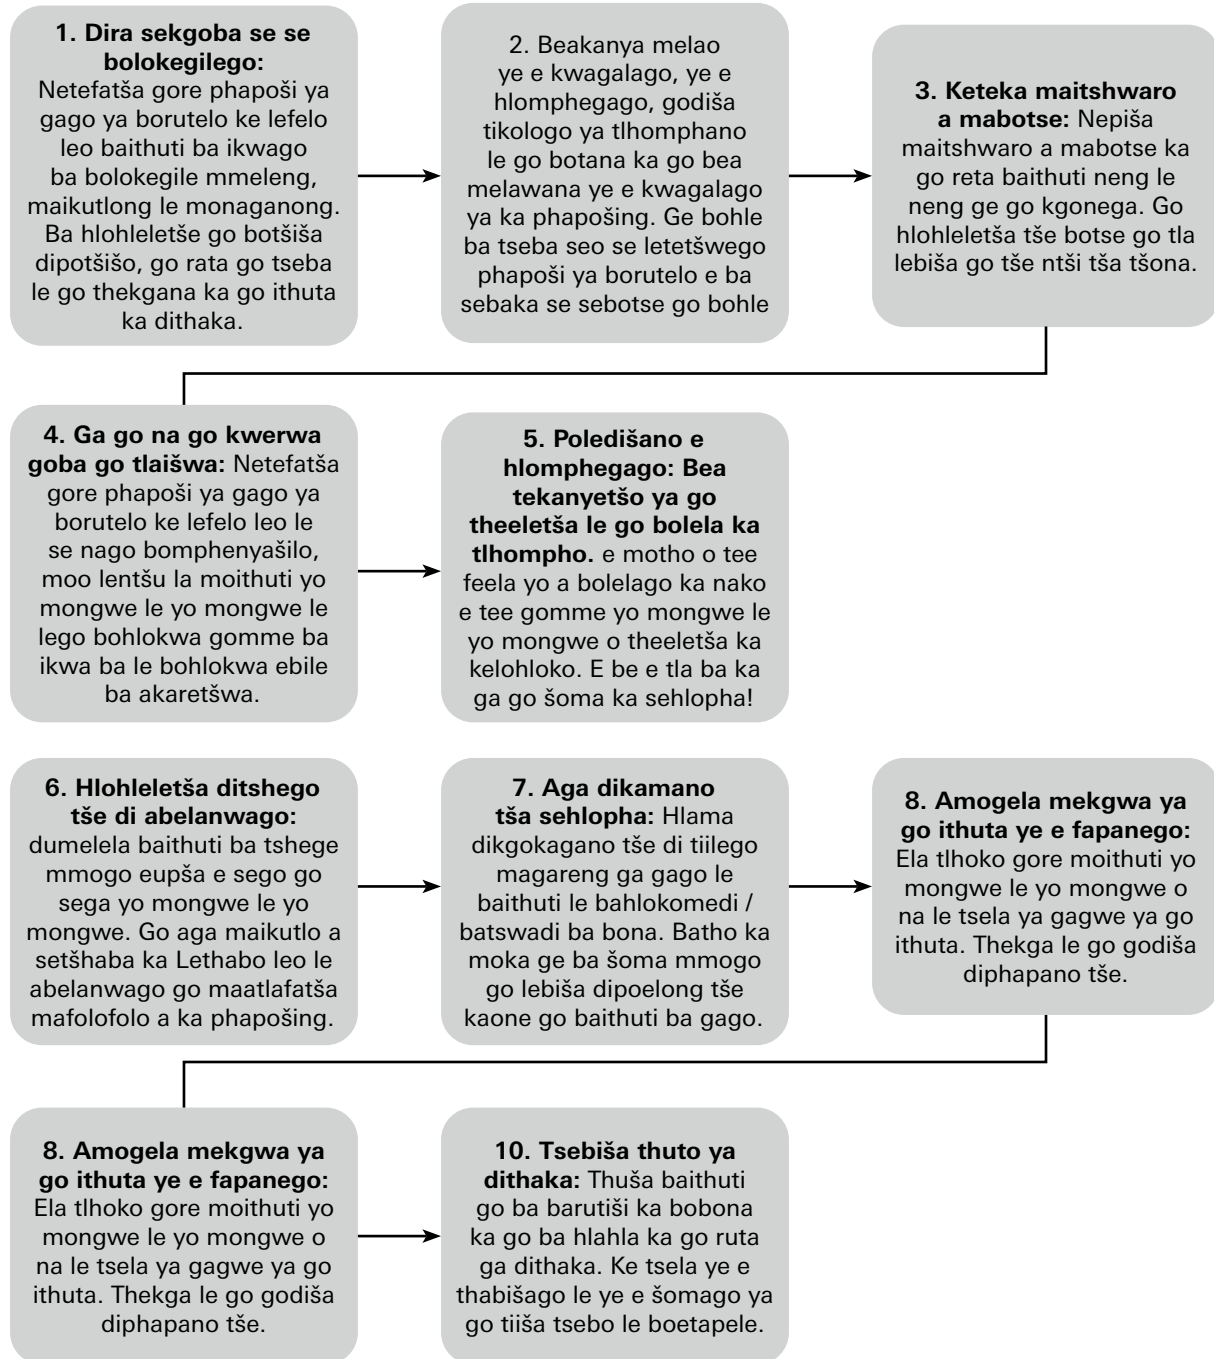 1. Dira sekgoba se se
bolokegilego:
Netefatša gore phapoši ya
gago ya borutelo ke lefelo
leo baithuti ba ikwago
ba bolokegile mmeleng,
maikutlong le monaganong.
Ba hlohleletše go botšiša
dipotšišo, go rata go tseba
le go thekgana ka go ithuta
ka dithaka.
2. Beakanya melao
ye e kwagalago, ye e
hlomphegago, godiša
tikologo ya tlhomphano
le go botana ka go bea
melawana ye e kwagalago
ya ka phapošing. Ge bohle
ba tseba seo se letetšwego
phapoši ya borutelo e ba
sebaka se sebotse go bohle
3. Keteka maitshwaro
a mabotse: Nepiša
maitshwaro a mabotse ka
go reta baithuti neng le
neng ge go kgonega. Go
hlohleletša tše botse go tla
lebiša go tše ntši tša tšona.
4. Ga go na go kwerwa
goba go tlaišwa: Netefatša
gore phapoši ya gago ya
borutelo ke lefelo leo le
se nago bomphenyašilo,
moo lentšu la moithuti yo
mongwe le yo mongwe le
lego bohlokwa gomme ba
ikwa ba le bohlokwa ebile
ba akaretšwa.
5. Poledišano e
hlomphegago: Bea
tekanyetšo ya go
theeletša le go bolela ka
tlhompho. e motho o tee
feela yo a bolelago ka nako
e tee gomme yo mongwe le
yo mongwe o theeletša ka
kelohloko. E be e tla ba ka
ga go šoma ka sehlopha!
6. Hlohleletša ditshego
tše di abelanwago:
dumelela baithuti ba tshege
mmogo eupša e sego go
sega yo mongwe le yo
mongwe. Go aga maikutlo a
setšhaba ka Lethabo leo le
abelanwago go maatlafatša
mafolofolo a ka phapošing.
7. Aga dikamano
tša sehlopha: Hlama
dikgokagano tše di tiilego
magareng ga gago le
baithuti le bahlokomedi /
batswadi ba bona. Batho ka
moka ge ba šoma mmogo
go lebiša dipoelong tše
kaone go baithuti ba gago.
8. Amogela mekgwa ya
go ithuta ye e fapanego:
Ela tlhoko gore moithuti yo
mongwe le yo mongwe o
na le tsela ya gagwe ya go
ithuta. Thekga le go godiša
diphapano tše.
8. Amogela mekgwa ya
go ithuta ye e fapanego:
Ela tlhoko gore moithuti yo
mongwe le yo mongwe o
na le tsela ya gagwe ya go
ithuta. Thekga le go godiša
diphapano tše.
10. Tsebiša thuto ya
dithaka: Thuša baithuti
go ba barutiši ka bobona
ka go ba hlahla ka go ruta
ga dithaka. Ke tsela ye e
thabišago le ye e šomago ya
go tiiša tsebo le boetapele.